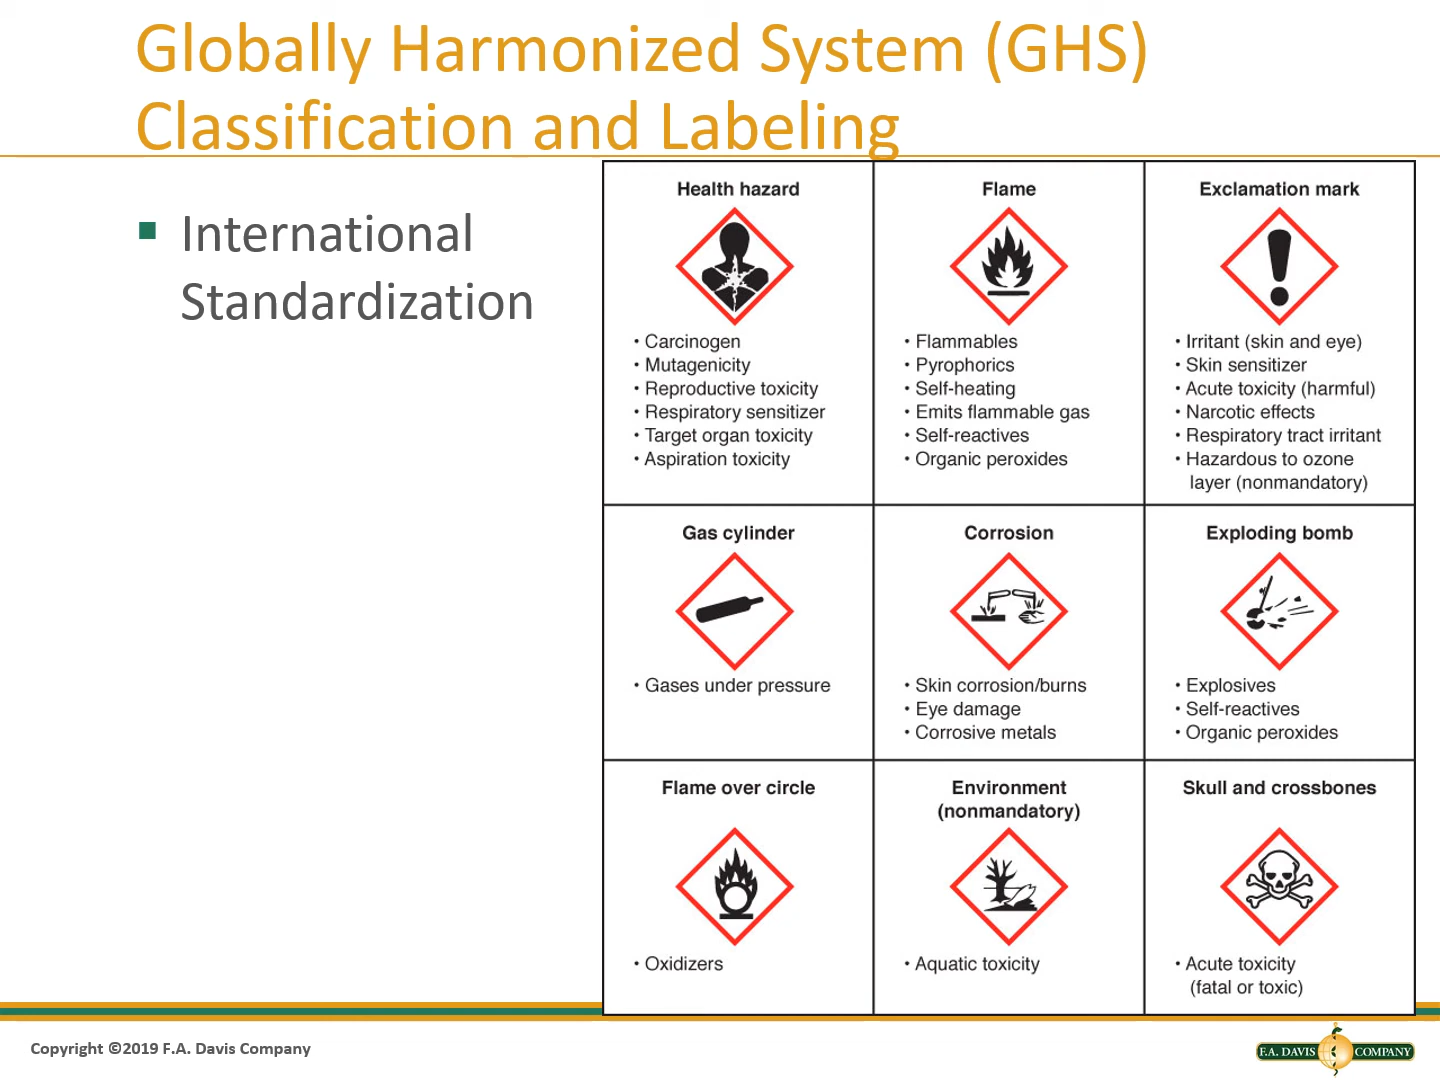 Globally Harmonized System (GHS)
Classification and Labeling
▪ International
Standardization
Health hazard
• Carcinogen
• Mutagenicity
• Reproductive toxicity
• Respiratory sensitizer
• Target organ toxicity
• Aspiration toxicity
Flame
• Flammables
• Pyrophorics
• Self-heating
• Emits flammable gas
• Self-reactives
• Organic peroxides
Exclamation mark
• Irritant (skin and eye)
• Skin sensitizer
• Acute toxicity (harmful)
• Narcotic effects
• Respiratory tract irritant
• Hazardous to ozone
layer (nonmandatory)
Gas cylinder
• Gases under pressure
Corrosion
• Skin corrosion/burns
• Eye damage
• Corrosive metals
Exploding bomb
• Explosives
• Self-reactives
• Organic peroxides
Flame over circle
• Oxidizers
Environment
(nonmandatory)
• Aquatic toxicity
Skull and crossbones
• Acute toxicity
(fatal or toxic)
Copyright ©2019 F.A. Davis Company
F.A. DAVIS COMPANY